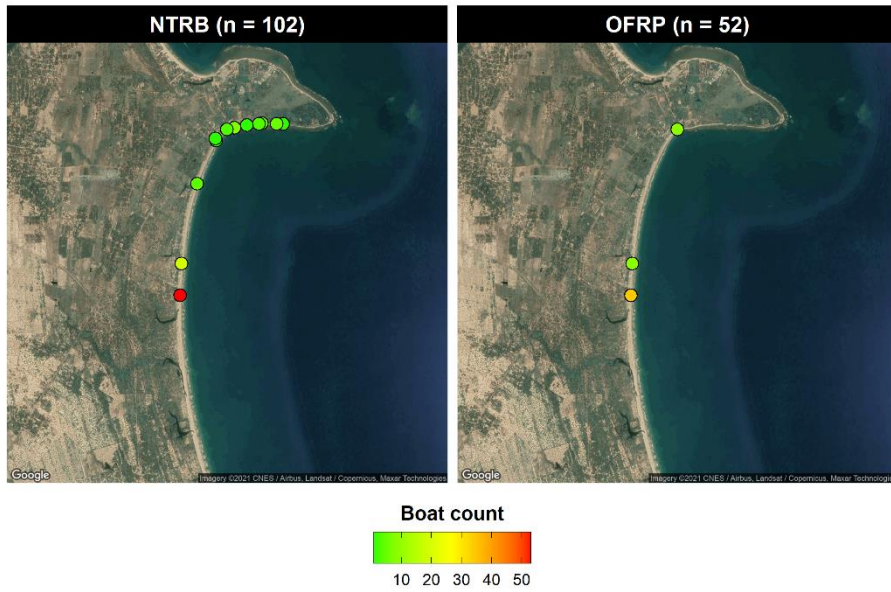 NTRB (n = 102)
OFRP (n = 52)
Google
Imagery ©2021 CNES / Airbus, Landsat / Copernicus, Maxar Technologies
Google
Imagery ©2021 CNES / Airbus, Landsat / Copernicus, Maxar Technologies
Boat count
10 20 30 40 50